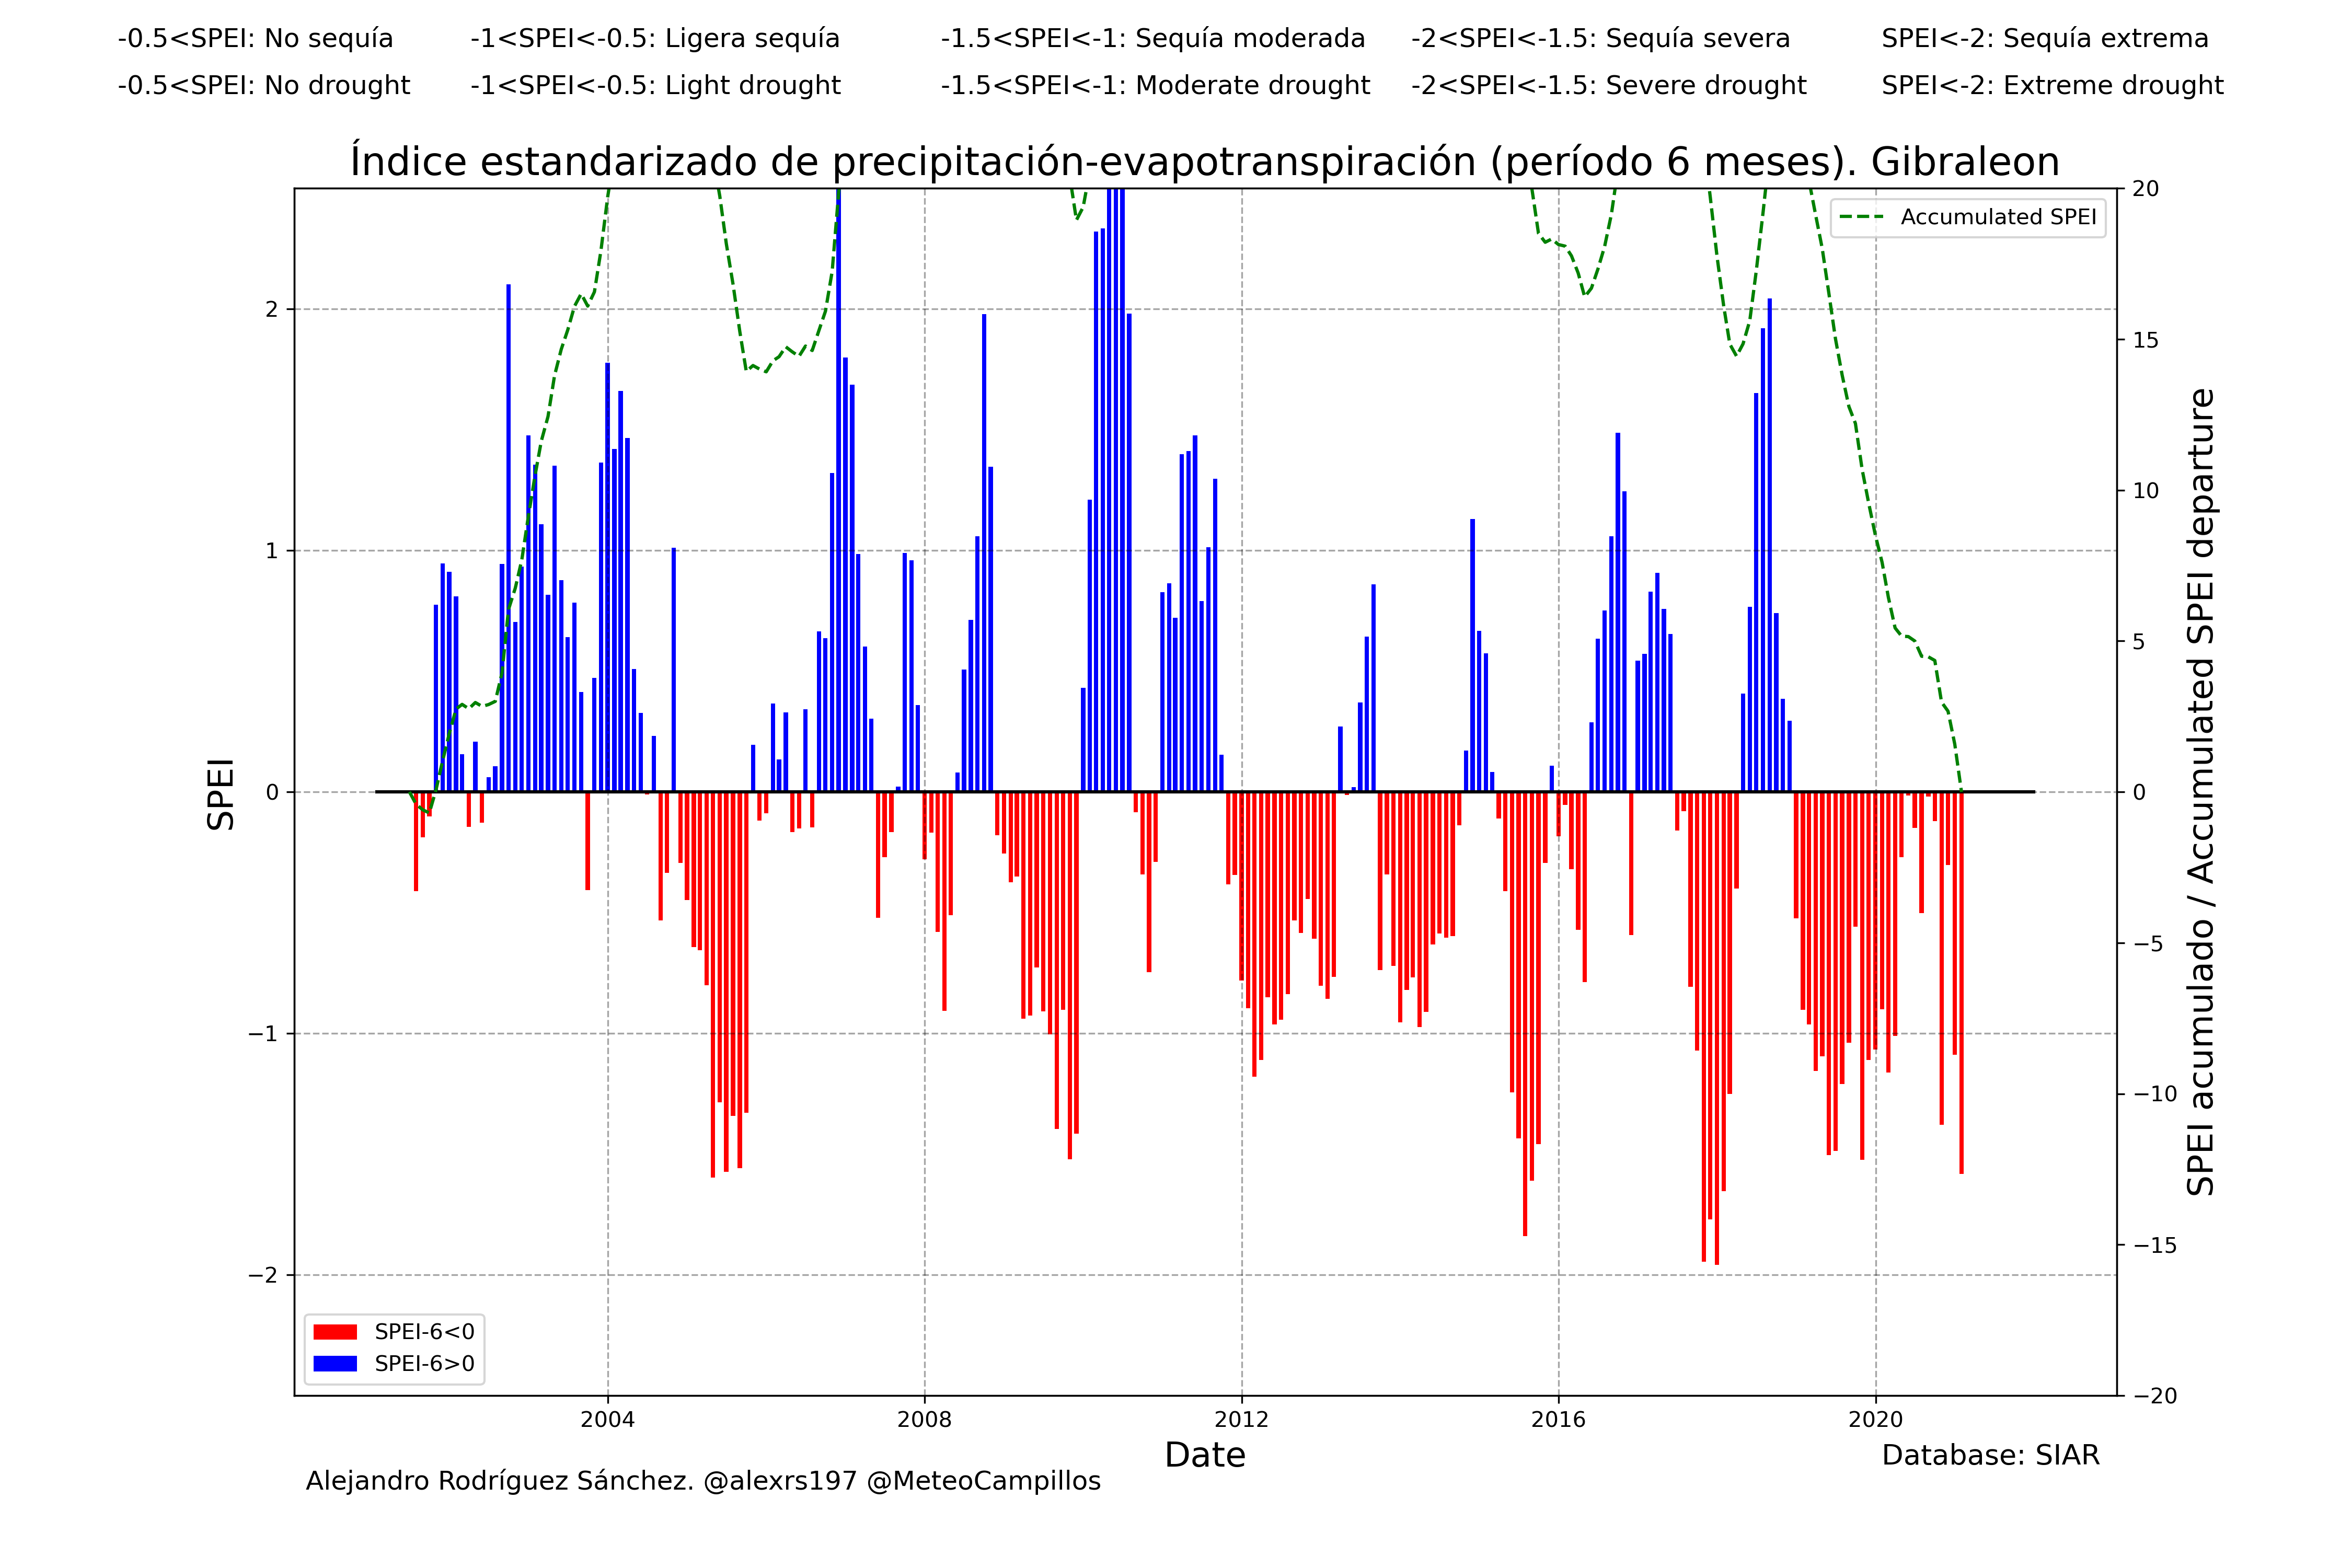 -0.5<SPEI: No sequía -1<SPEI<-0.5: Ligera sequía -1.5<SPEI<-1: Sequía moderada -2<SPEI<-1.5: Sequía severa SPEI<-2: Sequía extrema
-0.5<SPEI: No drought -1<SPEI<-0.5: Light drought -1.5<SPEI<-1: Moderate drought -2<SPEI<-1.5: Severe drought SPEI<-2: Extreme drought
Índice estandarizado de precipitación-evapotranspiración (período 6 meses). Gibraleon
Accumulated SPEI
SPEI
2
1
0
−1
−2
20
15
10
5
0
−5
−10
−15
−20
SPEI acumulado / Accumulated SPEI departure
SPEI-6<0
SPEI-6>0
2004 2008 2012 2016 2020
Date
Database: SIAR
Alejandro Rodríguez Sánchez. @alexrs197 @MeteoCampillos